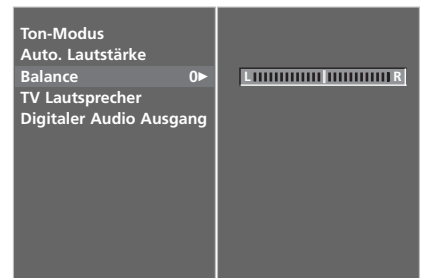 Ton-Modus
Auto. Lautstärke
Balance 0► L R
TV Lautsprecher
Digitaler Audio Ausgang